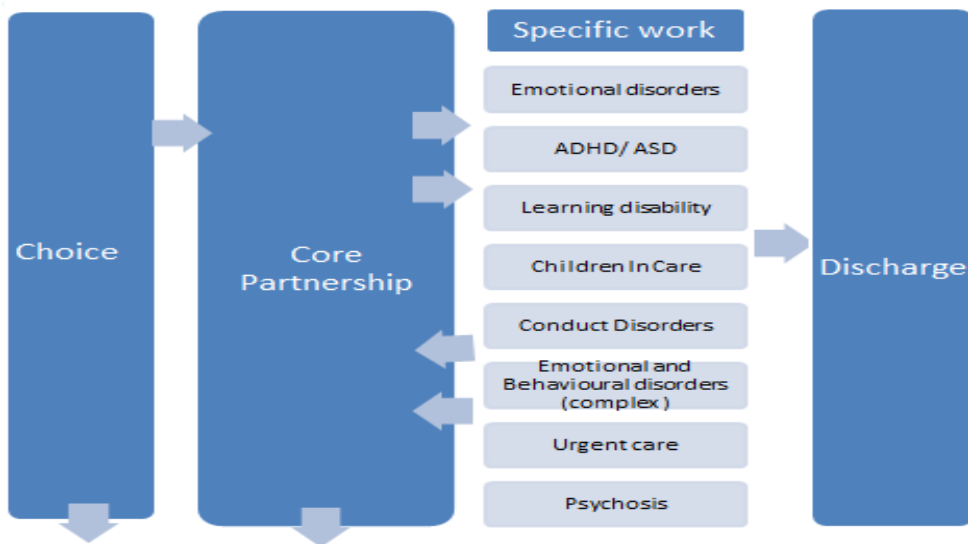 Choice
Core
Partnership
Specific work
Emotional disorders
ADHD/ ASD
Learning disability
Children In Care
Conduct Disorders
Emotional and
Behavioural disorders
(complex)
Urgent care
Psychosis
Discharge